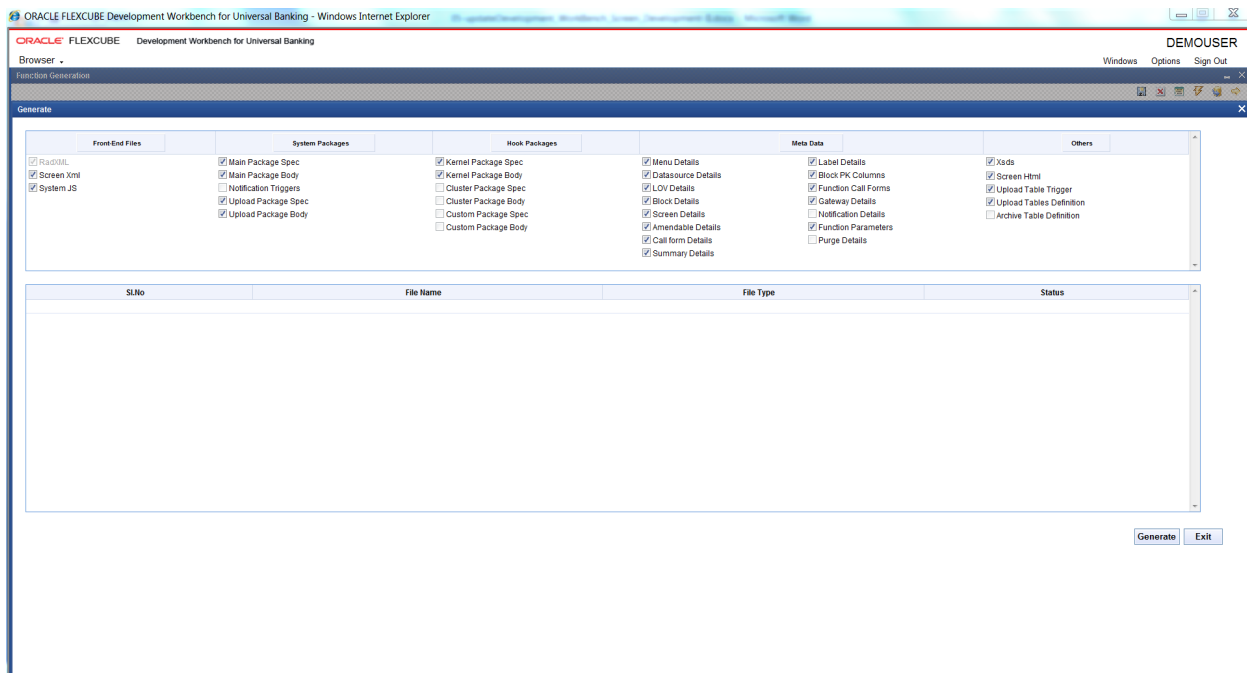 ORACLE FLEXCUBE Development Workbench for Universal Banking - Windows Internet Explorer
ORACLE FLEXCUBE Development Workbench for Universal Banking
DEMOUSER
Browser
Windows Options Sign Out
Function Generation
Generate
Front-End Files System Packages Hook Packages Meta Data Others
RadXML Main Package Spec Kernel Package Spec Menu Details Label Details Xsds
Screen Xml Main Package Body Kernel Package Body Datasource Details Block PK Columns Screen Html
System JS Notification Triggers Cluster Package Spec LOV Details Function Call Forms Upload Table Trigger
Upload Package Spec Cluster Package Body Block Details Gateway Details Upload Tables Definition
Upload Package Body Custom Package Spec Screen Details Notification Details Archive Table Definition
Custom Package Body Amendable Details Function Parameters
Call form Details Purge Details
Summary Details
Sl.No File Name File Type Status
Generate Exit